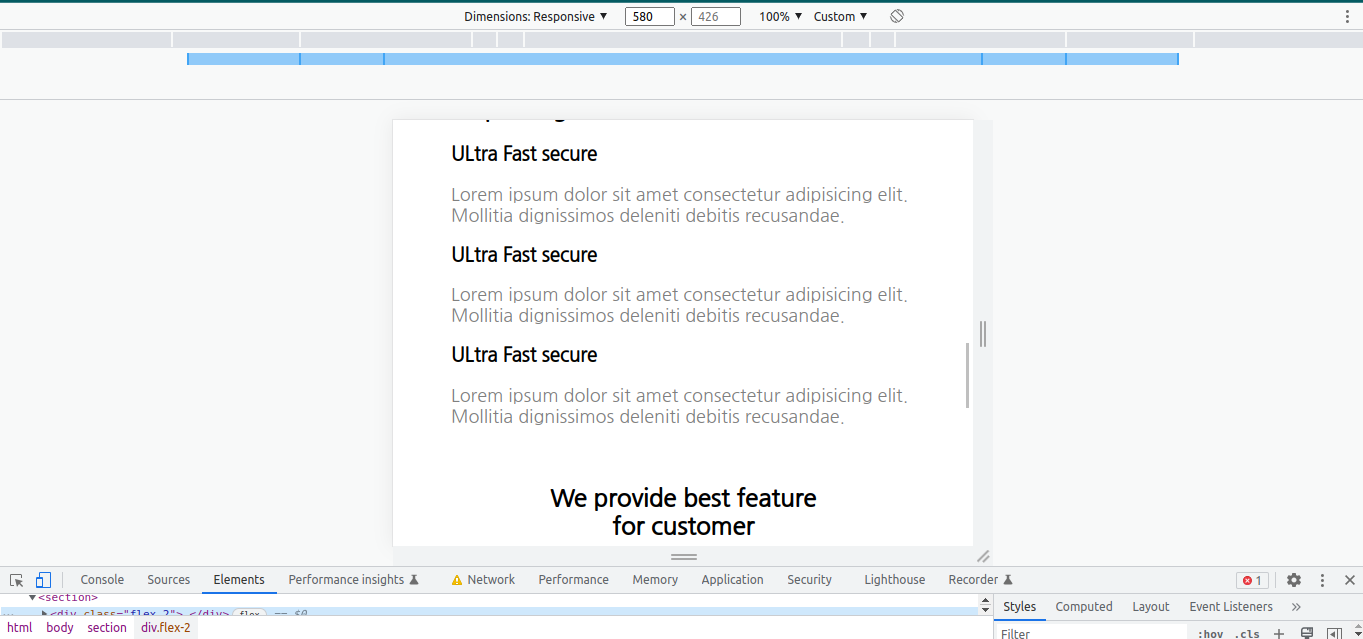 Dimensions: Responsive ▼ 580 × 426 100% ▼ Custom ▼
ULtra Fast secure
Lorem ipsum dolor sit amet consectetur adipisicing elit.
Mollitia dignissimos deleniti debitis recusandae.
ULtra Fast secure
Lorem ipsum dolor sit amet consectetur adipisicing elit.
Mollitia dignissimos deleniti debitis recusandae.
ULtra Fast secure
Lorem ipsum dolor sit amet consectetur adipisicing elit.
Mollitia dignissimos deleniti debitis recusandae.
We provide best feature
for customer
Console Sources Elements Performance insights Network Performance Memory Application Security Lighthouse Recorder 1
▼<section>
▶<div class="flex-2">…</div> flex == $0
html body section div.flex-2
Styles Computed Layout Event Listeners »
Filter :hov .cls +